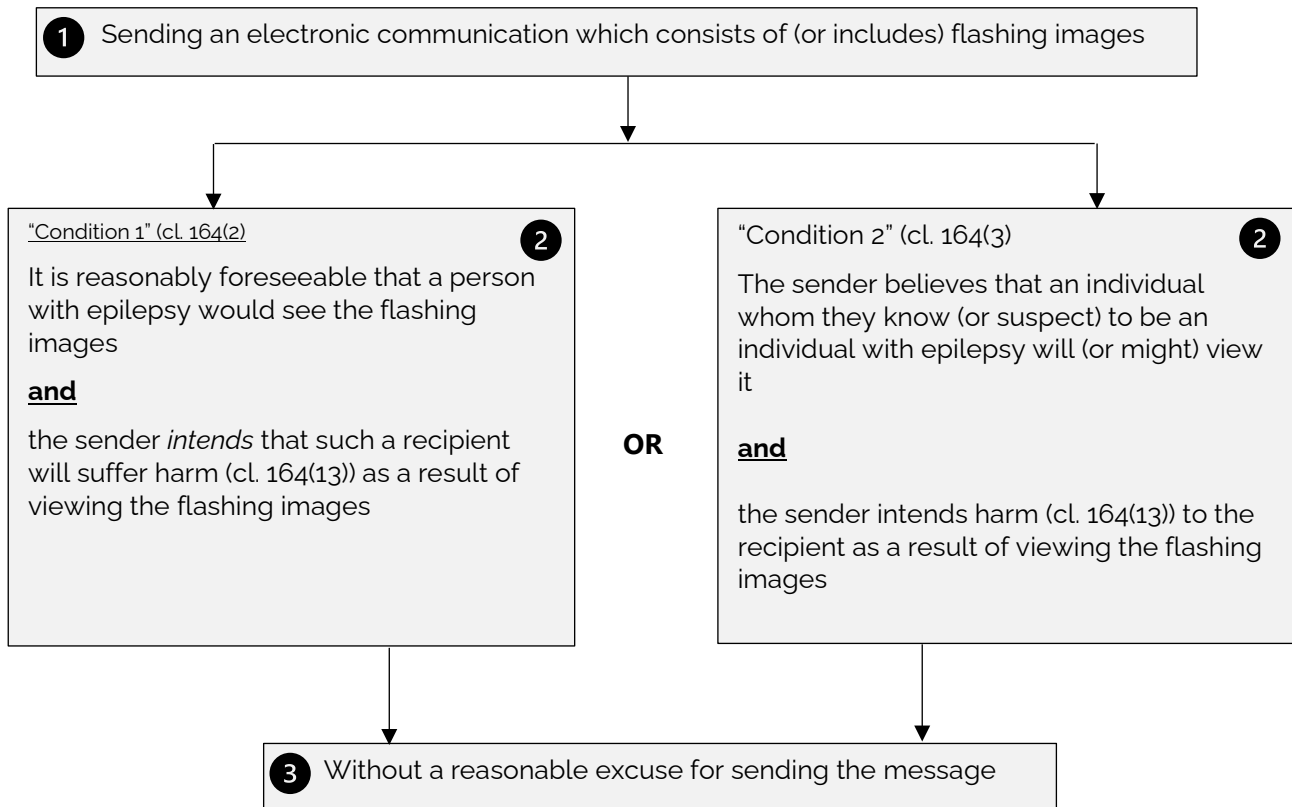 1 Sending an electronic communication which consists of (or includes) flashing images
“Condition 1” (cl. 164(2)
2
It is reasonably foreseeable that a person
with epilepsy would see the flashing
images
and
the sender intends that such a recipient
will suffer harm (cl. 164(13)) as a result of
viewing the flashing images
OR
“Condition 2” (cl. 164(3)
2
The sender believes that an individual
whom they know (or suspect) to be an
individual with epilepsy will (or might) view
it
and
the sender intends harm (cl. 164(13)) to the
recipient as a result of viewing the flashing
images
3 Without a reasonable excuse for sending the message